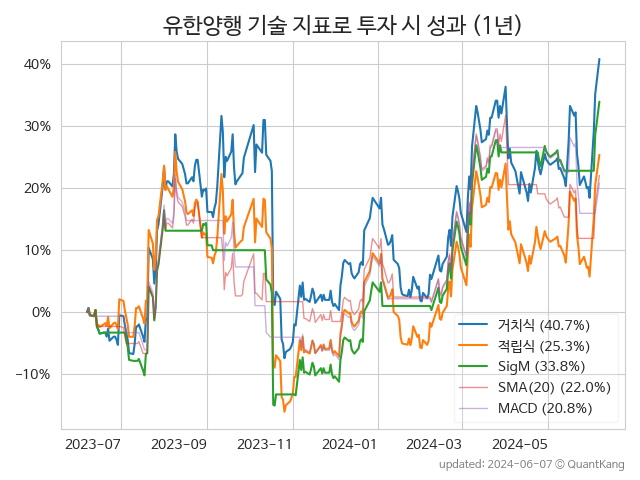 유한양행 기술 지표로 투자 시 성과 (1년)
40%
30%
20%
10%
0%
−10%
거치식 (40.7%)
적립식 (25.3%)
SigM (33.8%)
SMA(20) (22.0%)
MACD (20.8%)
2023-07 2023-09 2023-11 2024-01 2024-03 2024-05
updated: 2024-06-07 © QuantKang